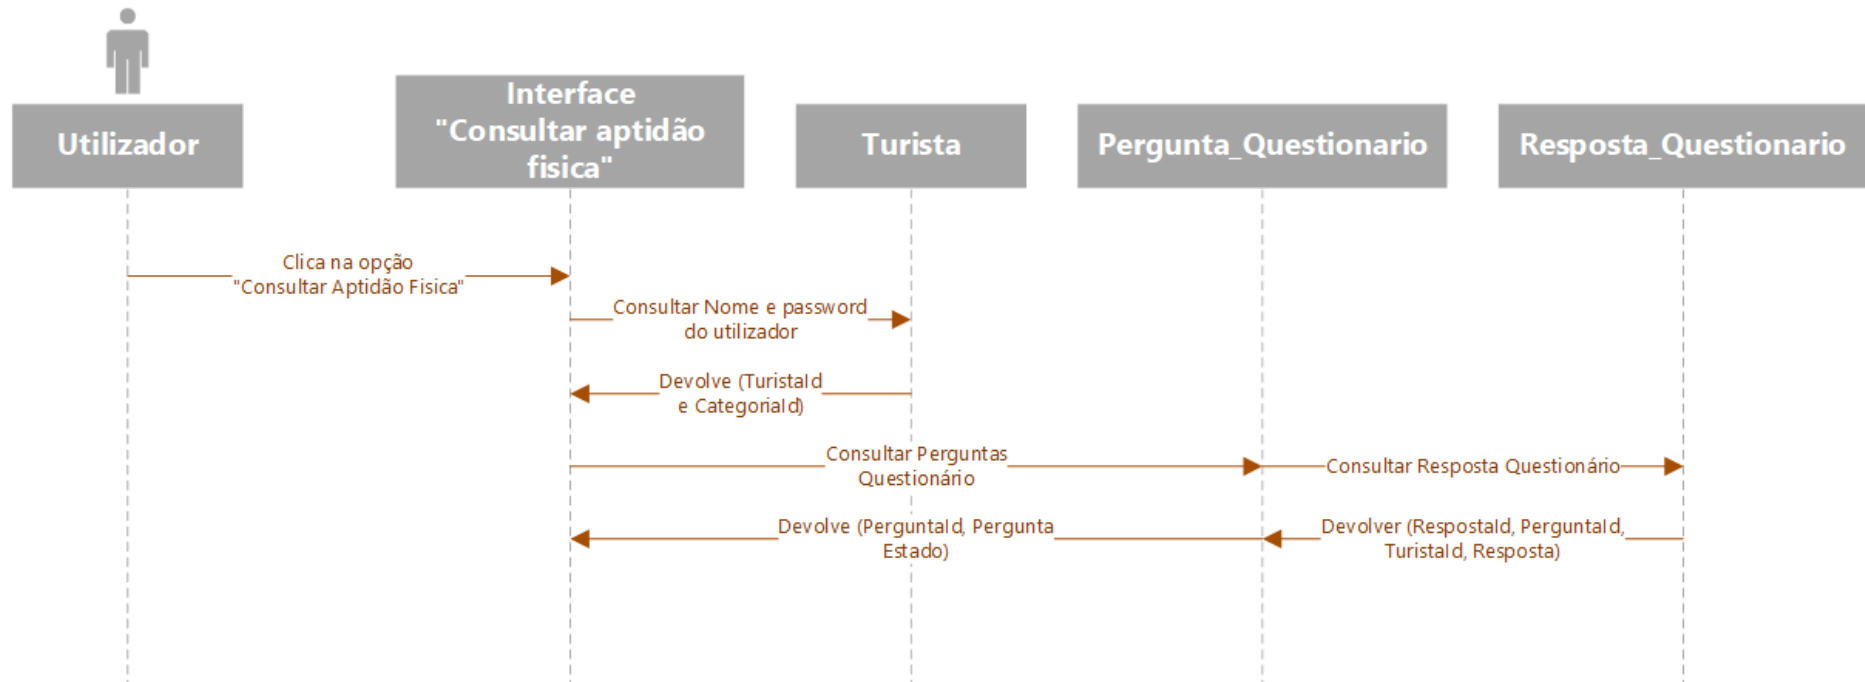 Utilizador
Interface
"Consultar aptidão
fisica"
Turista
Pergunta_Questionario
Resposta_Questionario
Clica na opção
"Consultar Aptidão Fisica"
Consultar Nome e password
do utilizador
Devolve (TuristaId
e CategoriaId)
Consultar Perguntas
Questionário
Consultar Resposta Questionário
Devolve (PerguntaId, Pergunta
Estado)
Devolver (RespostaId, PerguntaId,
TuristaId, Resposta)